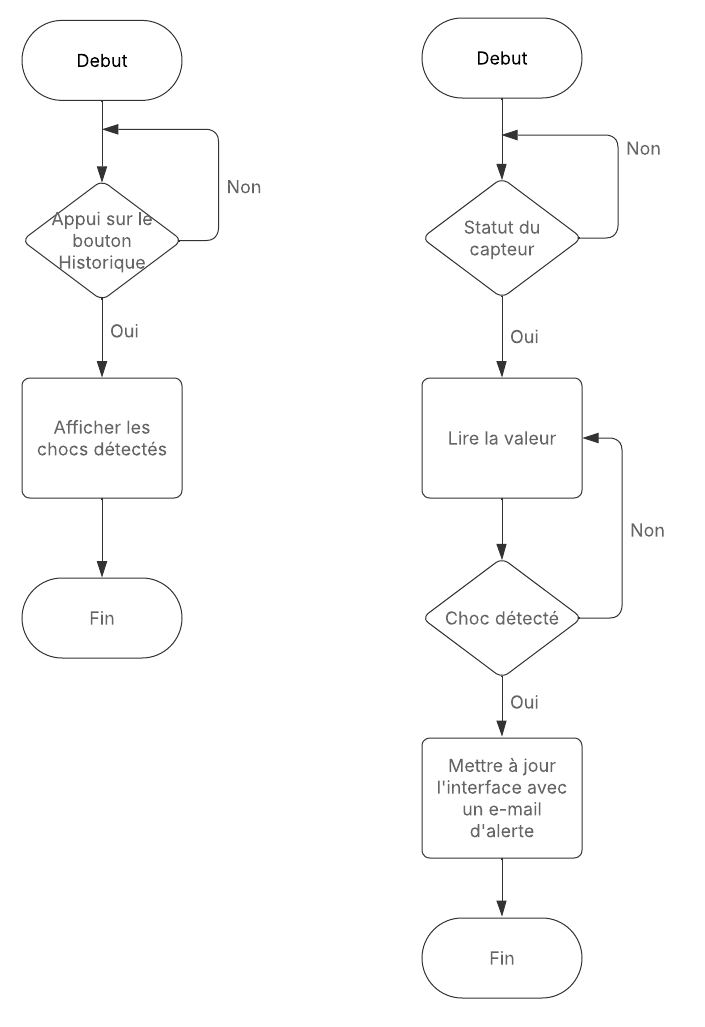 Debut
Non
Appui sur le
bouton
Historique
Oui
Afficher les
chocs détectés
Fin
Debut
Non
Statut du
capteur
Oui
Lire la valeur
Non
Choc détecté
Oui
Mettre à jour
l'interface avec
un e-mail
d'alerte
Fin